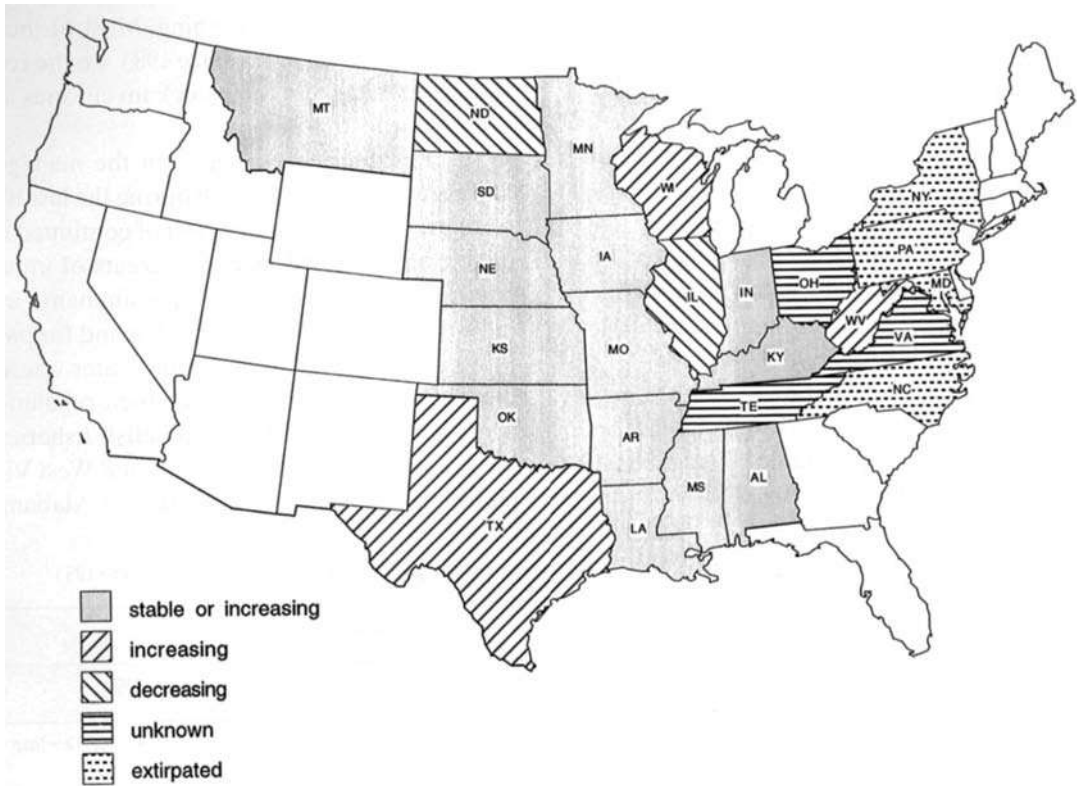 MT
ND
MN
WI
SD
NY
NE
IA
PA
IL
IN
OH
MD
WV
KS
MO
KY
VA
OK
AR
TE
NC
TX
LA
MS
AL
stable or increasing
increasing
decreasing
unknown
extirpated